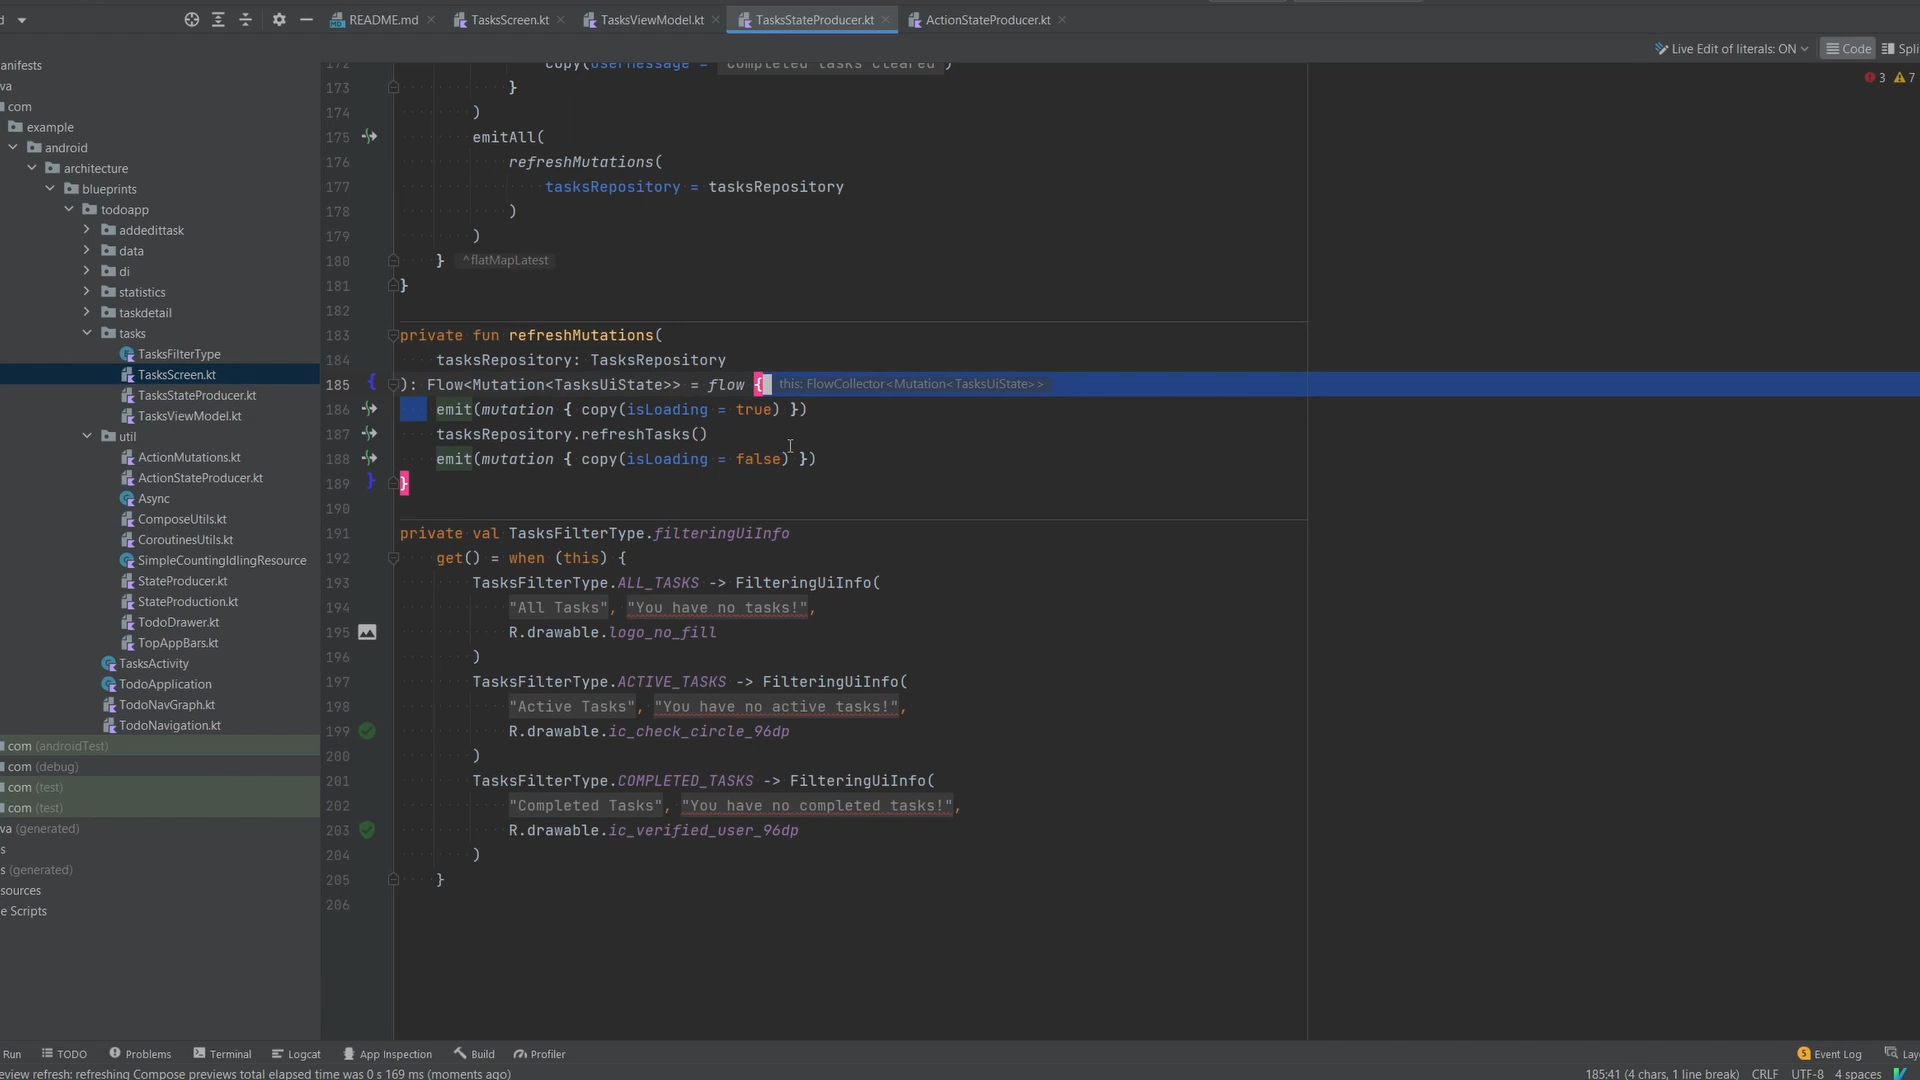 d
README.md
TasksScreen.kt
TasksViewModel.kt
TasksStateProducer.kt
ActionStateProducer.kt
Live Edit of literals: ON
Code
Spli
3
7
anifests
va
com
example
android
architecture
blueprints
todoapp
addedittask
data
di
statistics
taskdetail
tasks
TasksFilterType
TasksScreen.kt
TasksStateProducer.kt
TasksViewModel.kt
util
ActionMutations.kt
ActionStateProducer.kt
Async
ComposeUtils.kt
CoroutinesUtils.kt
SimpleCountingIdlingResource
StateProducer.kt
StateProduction.kt
TodoDrawer.kt
TopAppBars.kt
TasksActivity
TodoApplication
TodoNavGraph.kt
TodoNavigation.kt
com (androidTest)
com (debug)
com (test)
com (test)
va (generated)
s
s (generated)
sources
e Scripts
172 copy(userMessage = "completed tasks cleared")
173 }
174 )
175 emitAll(
176 refreshMutations(
177 tasksRepository = tasksRepository
178 )
179 )
180 } ^flatMapLatest
181 }
182
183 private fun refreshMutations(
184 tasksRepository: TasksRepository
185 ): Flow<Mutation<TasksUiState>> = flow { this: FlowCollector<Mutation<TasksUiState>>
186 emit(mutation { copy(isLoading = true) })
187 tasksRepository.refreshTasks()
188 emit(mutation { copy(isLoading = false) })
189 }
190
191 private val TasksFilterType.filteringUiInfo
192 get() = when (this) {
193 TasksFilterType.ALL_TASKS -> FilteringUiInfo(
194 "All Tasks", "You have no tasks!",
195 R.drawable.logo_no_fill
196 )
197 TasksFilterType.ACTIVE_TASKS -> FilteringUiInfo(
198 "Active Tasks", "You have no active tasks!",
199 R.drawable.ic_check_circle_96dp
200 )
201 TasksFilterType.COMPLETED_TASKS -> FilteringUiInfo(
202 "Completed Tasks", "You have no completed tasks!",
203 R.drawable.ic_verified_user_96dp
204 )
205 }
206
Run
TODO
Problems
Terminal
Logcat
App Inspection
Build
Profiler
5 Event Log
Lay
eview refresh: refreshing Compose previews total elapsed time was 0 s 169 ms (moments ago)
185:41 (4 chars, 1 line break)
CRLF
UTF-8
4 spaces